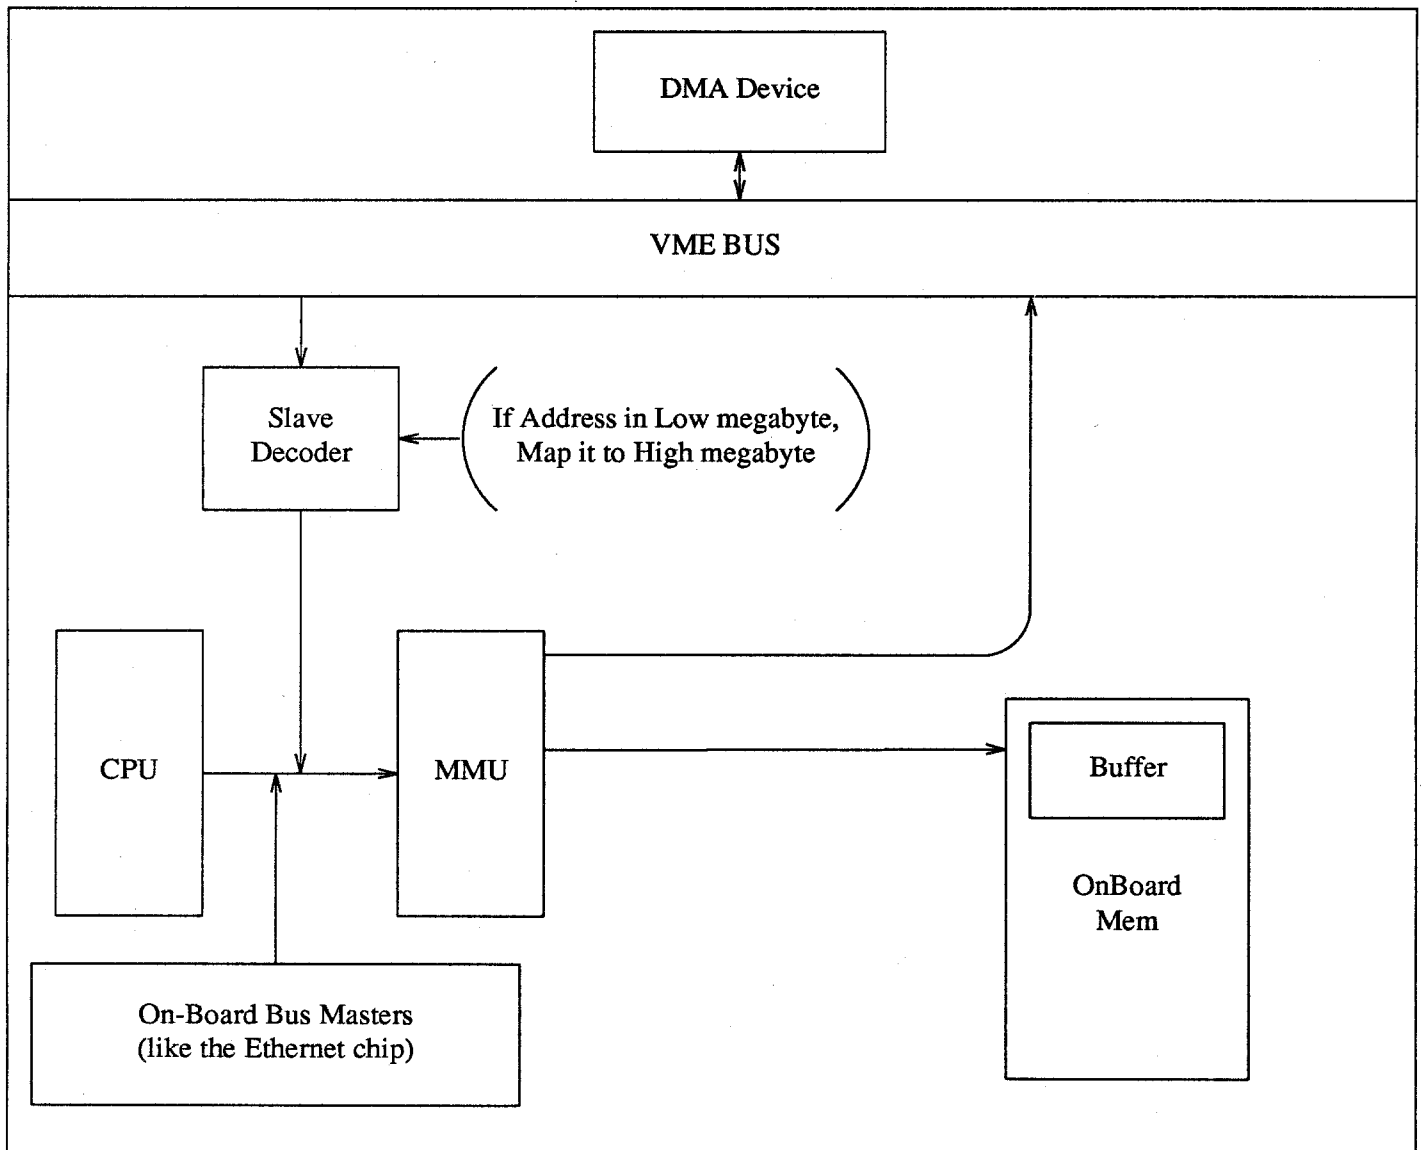 DMA Device
VME BUS
Slave
Decoder
If Address in Low megabyte,
Map it to High megabyte
CPU
MMU
Buffer
OnBoard
Mem
On-Board Bus Masters
(like the Ethernet chip)